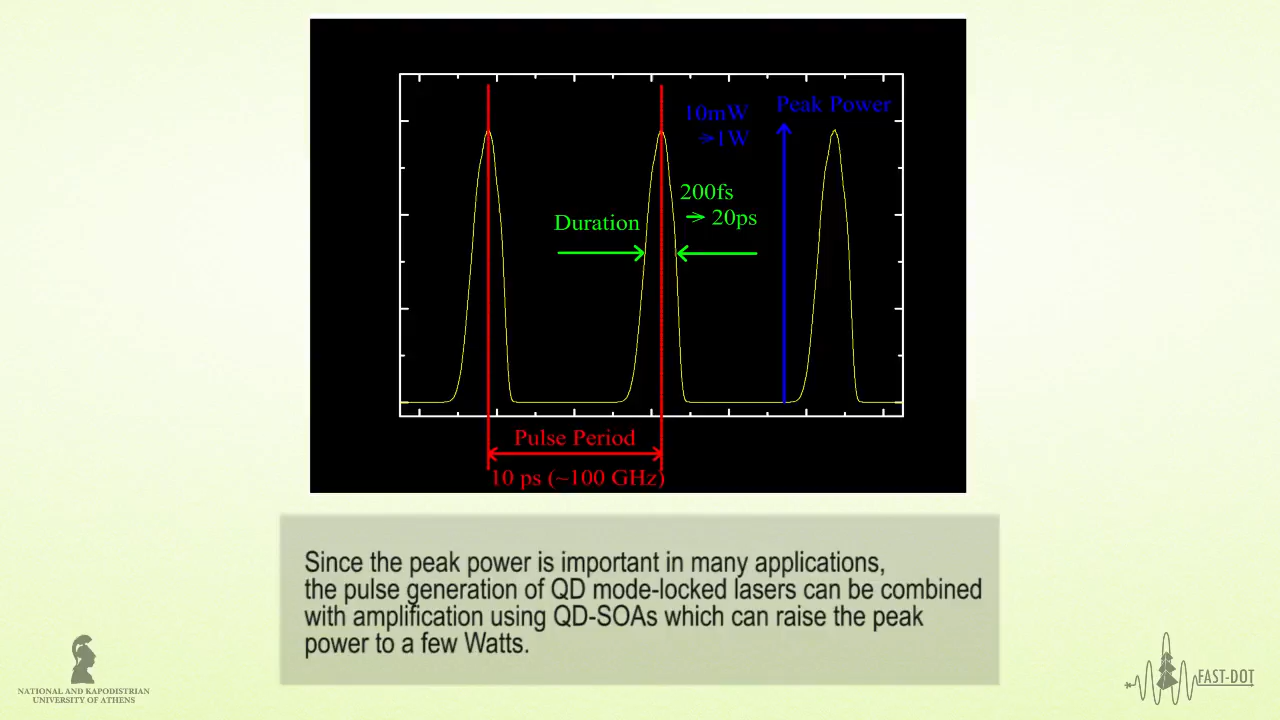 10mW
→1W
Peak Power
200fs
→ 20ps
Duration
Pulse Period
10 ps (~100 GHz)
Since the peak power is important in many applications,
the pulse generation of QD mode-locked lasers can be combined
with amplification using QD-SOAs which can raise the peak
power to a few Watts.
NATIONAL AND KAPODISTRIAN
UNIVERSITY OF ATHENS
FAST-DOT